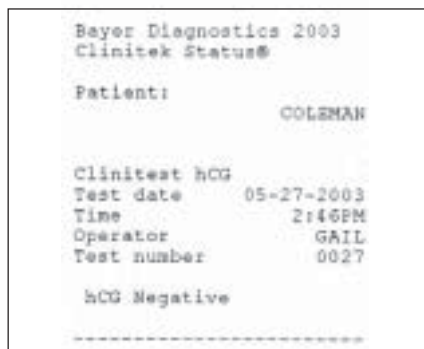 Bayer Diagnostics 2003
Clinitek Status®
Patient:
COLEMAN
Clinitest hCG
Test date 05-27-2003
Time 2:46PM
Operator GAIL
Test number 0027
hCG Negative
------------------------